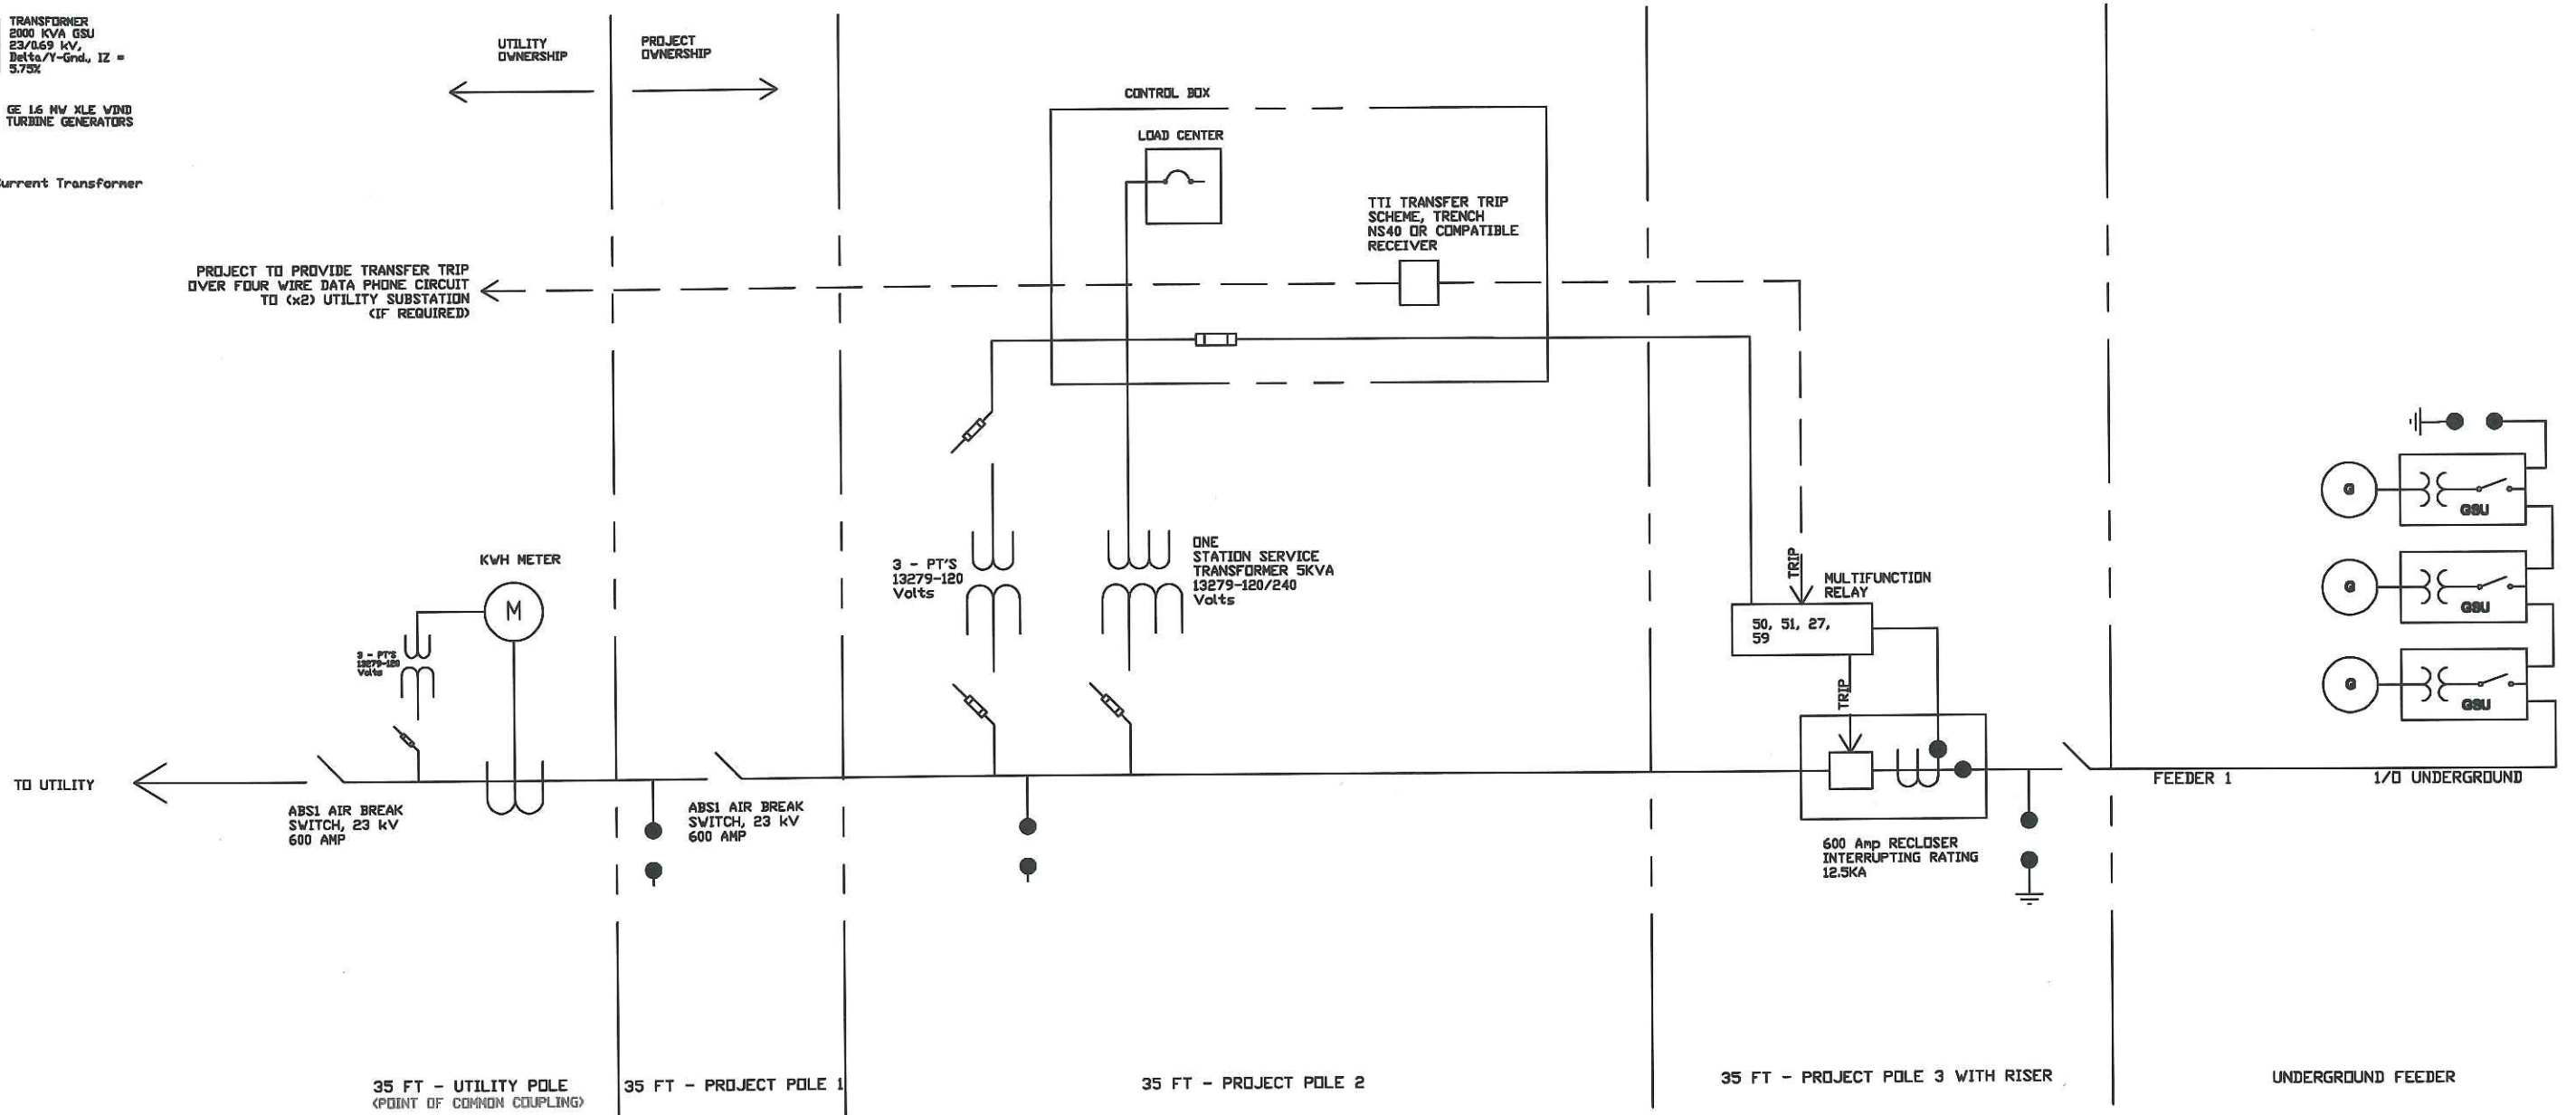 TRANSFORMER
2000 KVA GSU
23/0.69 kV,
Delta/Y-Gnd., IZ =
5.75%
GE 1.6 MW XLE WIND
TURBINE GENERATORS
Current Transformer
UTILITY
OWNERSHIP
PROJECT
OWNERSHIP
CONTROL BOX
LOAD CENTER
TTI TRANSFER TRIP
SCHEME, TRENCH
NS40 OR COMPATIBLE
RECEIVER
PROJECT TO PROVIDE TRANSFER TRIP
OVER FOUR WIRE DATA PHONE CIRCUIT
TO (x2) UTILITY SUBSTATION
(IF REQUIRED)
KWH METER
M
3 - PT'S
13279-120
Volts
3 - PT'S
13279-120
Volts
ONE
STATION SERVICE
TRANSFORMER 5KVA
13279-120/240
Volts
TRIP
MULTIFUNCTION
RELAY
50, 51, 27,
59
TRIP
G
GSU
G
GSU
G
GSU
TO UTILITY
ABS1 AIR BREAK
SWITCH, 23 kV
600 AMP
ABS1 AIR BREAK
SWITCH, 23 kV
600 AMP
600 Amp RECLOSER
INTERRUPTING RATING
12.5KA
FEEDER 1
1/0 UNDERGROUND
35 FT - UTILITY POLE
(POINT OF COMMON COUPLING)
35 FT - PROJECT POLE 1
35 FT - PROJECT POLE 2
35 FT - PROJECT POLE 3 WITH RISER
UNDERGROUND FEEDER